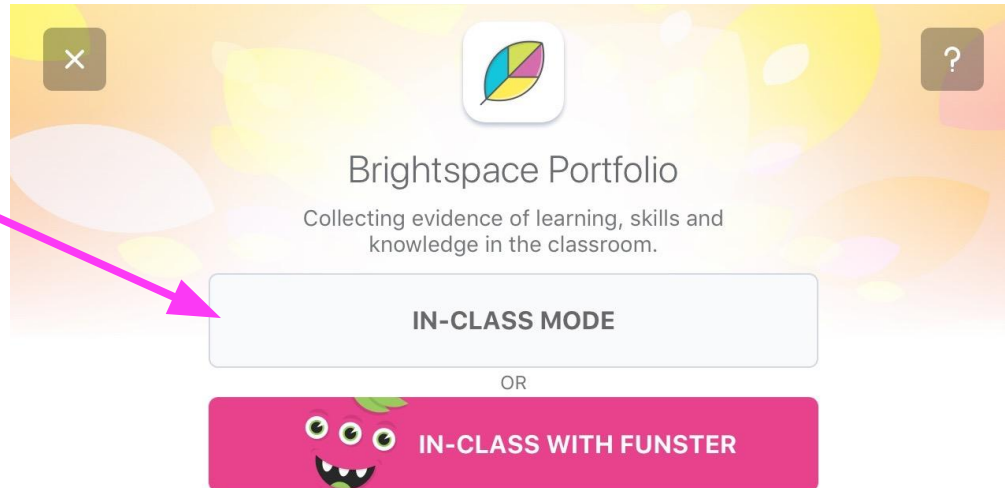 ×
?
Brightspace Portfolio
Collecting evidence of learning, skills and
knowledge in the classroom.
IN-CLASS MODE
OR
IN-CLASS WITH FUNSTER